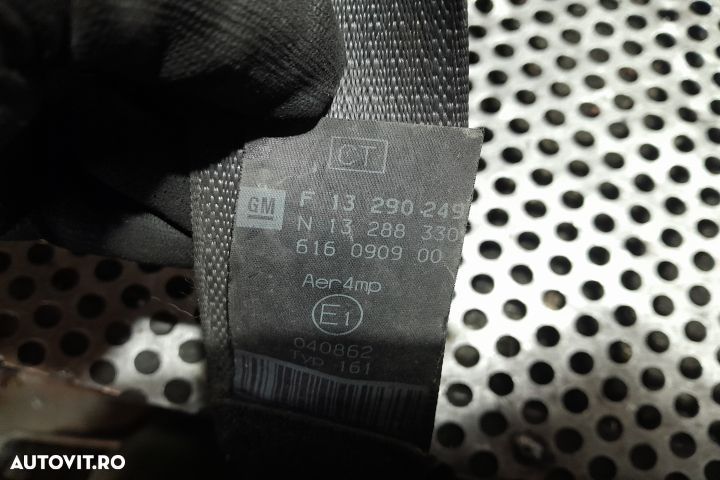 CT
GM F 13 290 249
N 13 288 330
616 0909 00
Aer4mp
E1
040862
TYP 161
AUTOVIT.RO